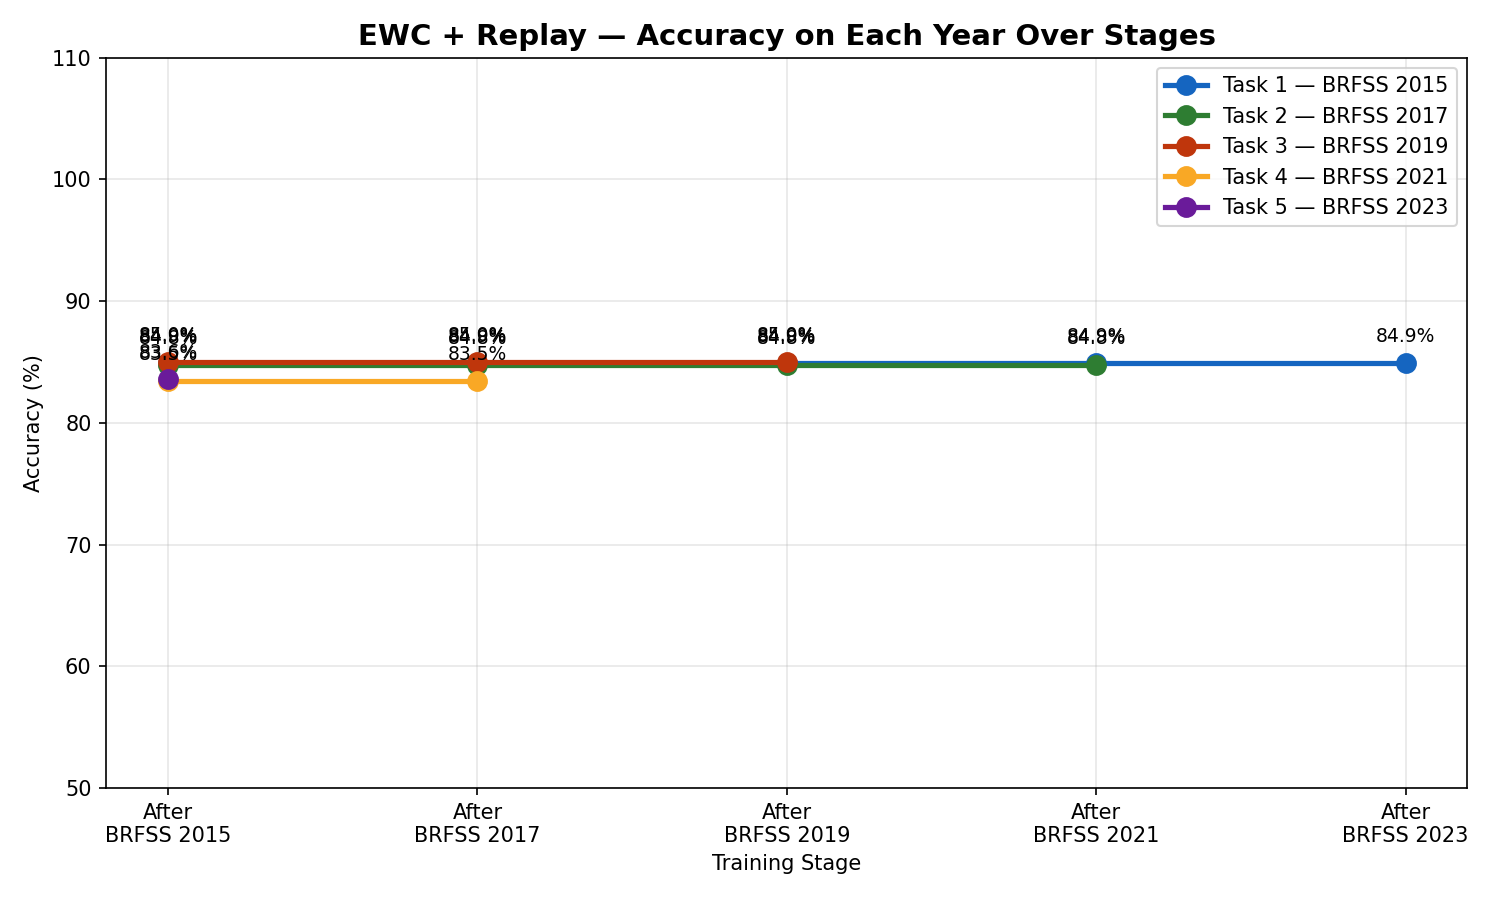 EWC + Replay — Accuracy on Each Year Over Stages
110
100
90
80
70
60
50
Accuracy (%)
Task 1 — BRFSS 2015
Task 2 — BRFSS 2017
Task 3 — BRFSS 2019
Task 4 — BRFSS 2021
Task 5 — BRFSS 2023
83.5%
84.9%
After
BRFSS 2015
After
BRFSS 2017
After
BRFSS 2019
After
BRFSS 2021
After
BRFSS 2023
Training Stage